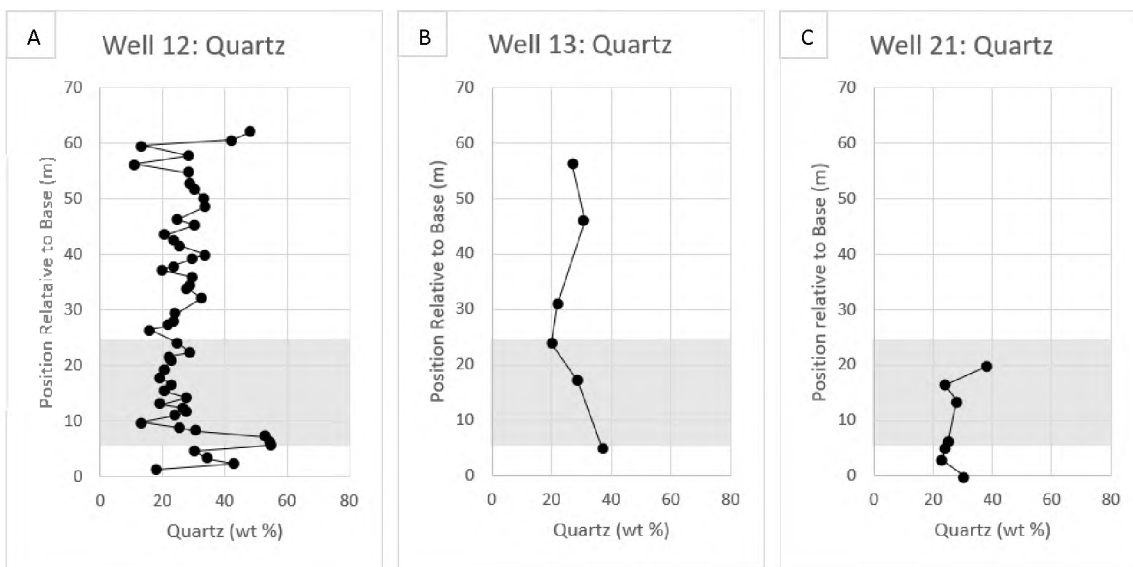 A
Well 12: Quartz
Position Relataive to Base (m)
70
60
50
40
30
20
10
0
0 20 40 60 80
Quartz (wt %)
B
Well 13: Quartz
Position Relative to Base (m)
70
60
50
40
30
20
10
0
0 20 40 60 80
Quartz (wt %)
C
Well 21: Quartz
Position relative to Base (m)
70
60
50
40
30
20
10
0
0 20 40 60 80
Quartz (wt %)